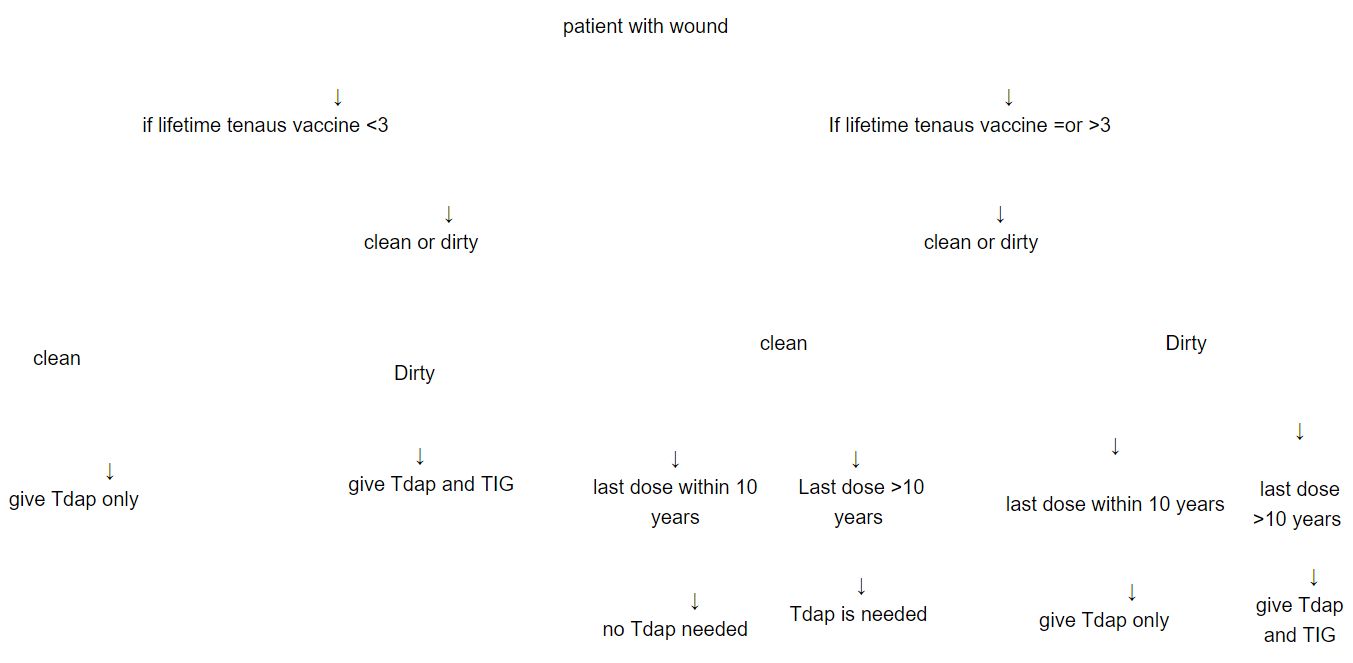 patient with wound
↓
↓
if lifetime tenaus vaccine <3
If lifetime tenaus vaccine =or >3
↓
↓
clean or dirty
clean or dirty
clean
Dirty
clean
Dirty
↓
give Tdap only
↓
give Tdap and TIG
↓
last dose within 10
years
↓
no Tdap needed
↓
Last dose >10
years
↓
Tdap is needed
↓
last dose within 10 years
↓
give Tdap only
↓
last dose
>10 years
↓
give Tdap
and TIG